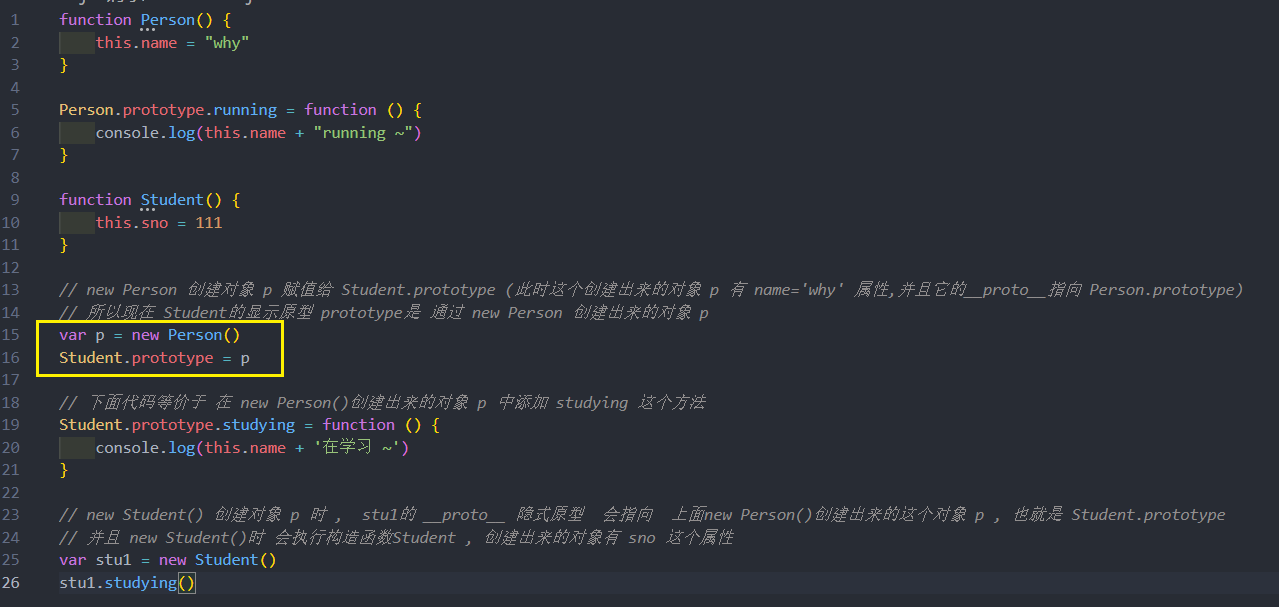 1 function Person() {
2 this.name = "why"
3 }
4
5 Person.prototype.running = function () {
6 console.log(this.name + "running ~")
7 }
8
9 function Student() {
10 this.sno = 111
11 }
12
13 // new Person 创建对象 p 赋值给 Student.prototype (此时这个创建出来的对象 p 有 name='why' 属性,并且它的__proto__指向 Person.prototype)
14 // 所以现在 Student的显示原型 prototype是 通过 new Person 创建出来的对象 p
15 var p = new Person()
16 Student.prototype = p
17
18 // 下面代码等价于 在 new Person()创建出来的对象 p 中添加 studying 这个方法
19 Student.prototype.studying = function () {
20 console.log(this.name + '在学习 ~')
21 }
22
23 // new Student() 创建对象 p 时 , stu1的 __proto__ 隐式原型 会指向 上面new Person()创建出来的这个对象 p , 也就是 Student.prototype
24 // 并且 new Student()时 会执行构造函数Student , 创建出来的对象有 sno 这个属性
25 var stu1 = new Student()
26 stu1.studying()